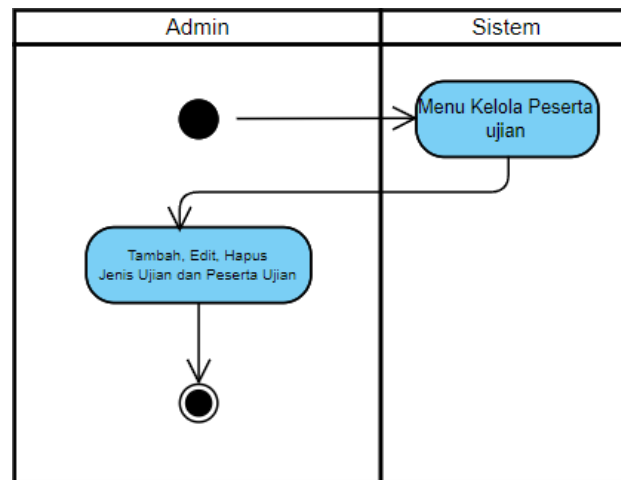 Admin
Sistem
Menu Kelola Peserta
ujian
Tambah, Edit, Hapus
Jenis Ujian dan Peserta Ujian